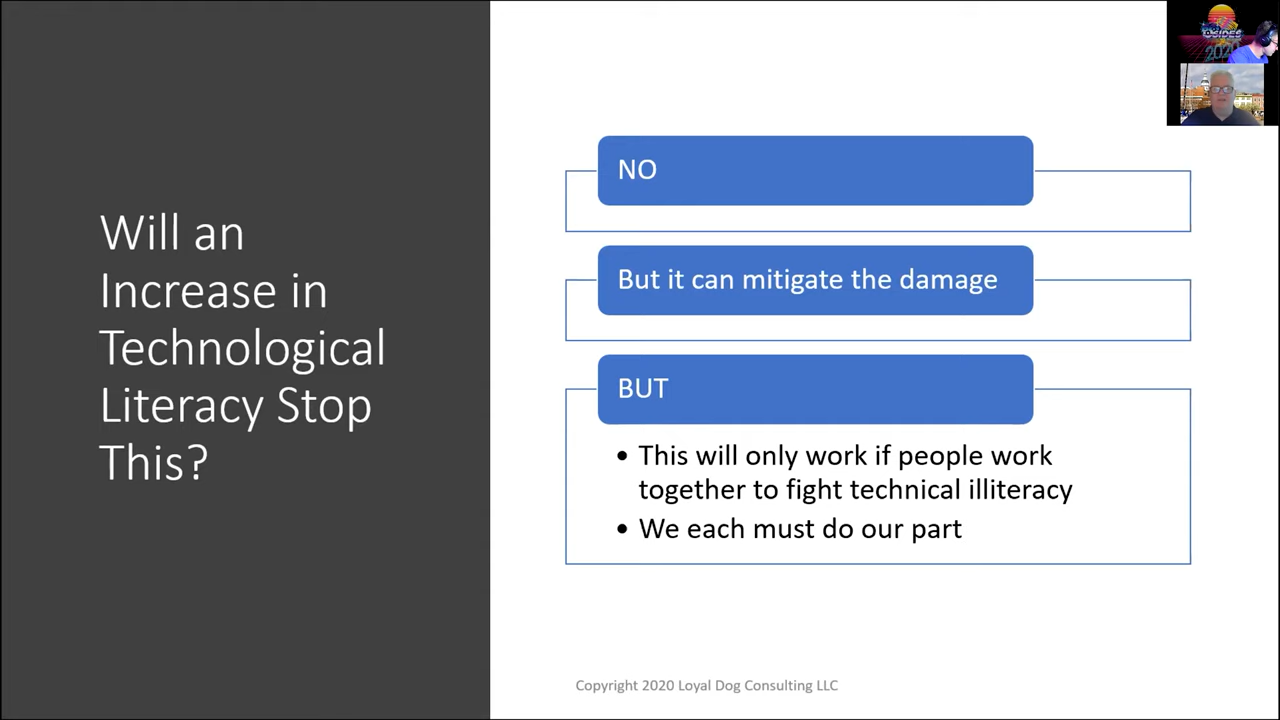 Will an
Increase in
Technological
Literacy Stop
This?
NO
But it can mitigate the damage
BUT
• This will only work if people work
together to fight technical illiteracy
• We each must do our part
Copyright 2020 Loyal Dog Consulting LLC